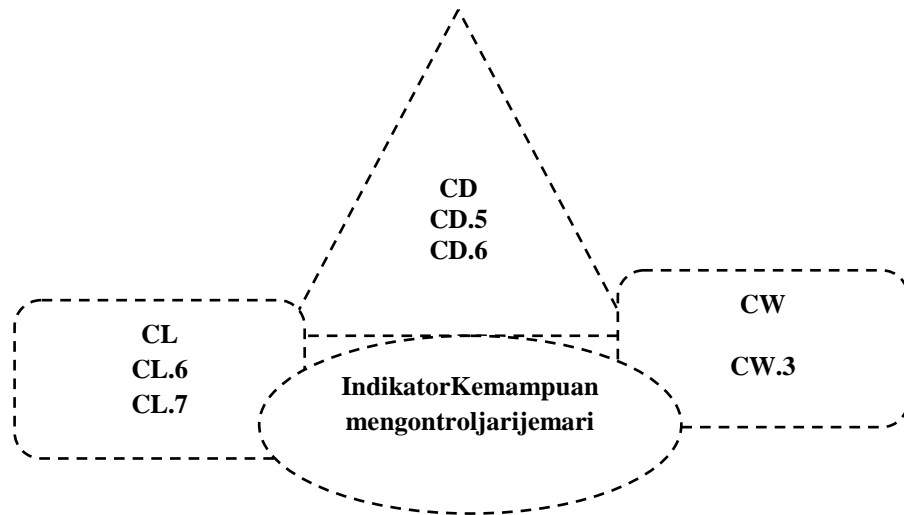 CD
CD.5
CD.6
CL
CL.6
CL.7
CW
CW.3
IndikatorKemampuan
mengontroljarijemari